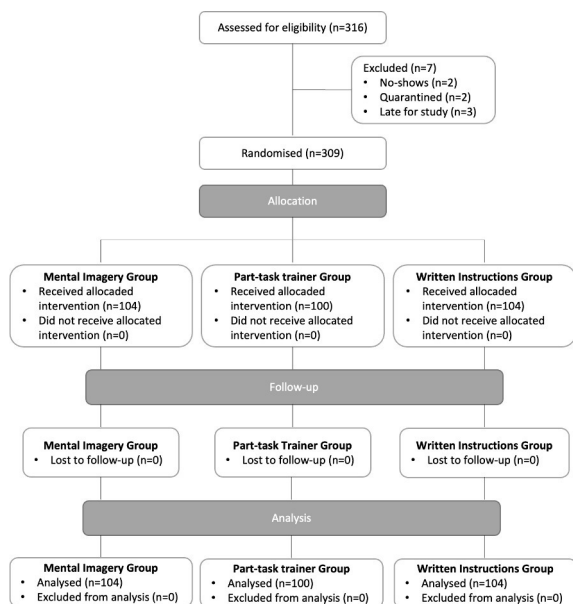 Assessed for eligibility (n=316)
Excluded (n=7)
• No-shows (n=2)
• Quarantined (n=2)
• Late for study (n=3)
Randomised (n=309)
Allocation
Mental Imagery Group
• Received allocaded
intervention (n=104)
• Did not receive allocated
intervention (n=0)
Part-task trainer Group
• Received allocaded
intervention (n=100)
• Did not receive allocated
intervention (n=0)
Written Instructions Group
• Received allocaded
intervention (n=104)
• Did not receive allocated
intervention (n=0)
Follow-up
Mental Imagery Group
• Lost to follow-up (n=0)
Part-task Trainer Group
• Lost to follow-up (n=0)
Written Instructions Group
• Lost to follow-up (n=0)
Analysis
Mental Imagery Group
• Analysed (n=104)
• Excluded from analysis (n=0)
Part-task trainer Group
• Analysed (n=100)
• Excluded from analysis (n=0)
Written Instructions Group
• Analysed (n=104)
• Excluded from analysis (n=0)